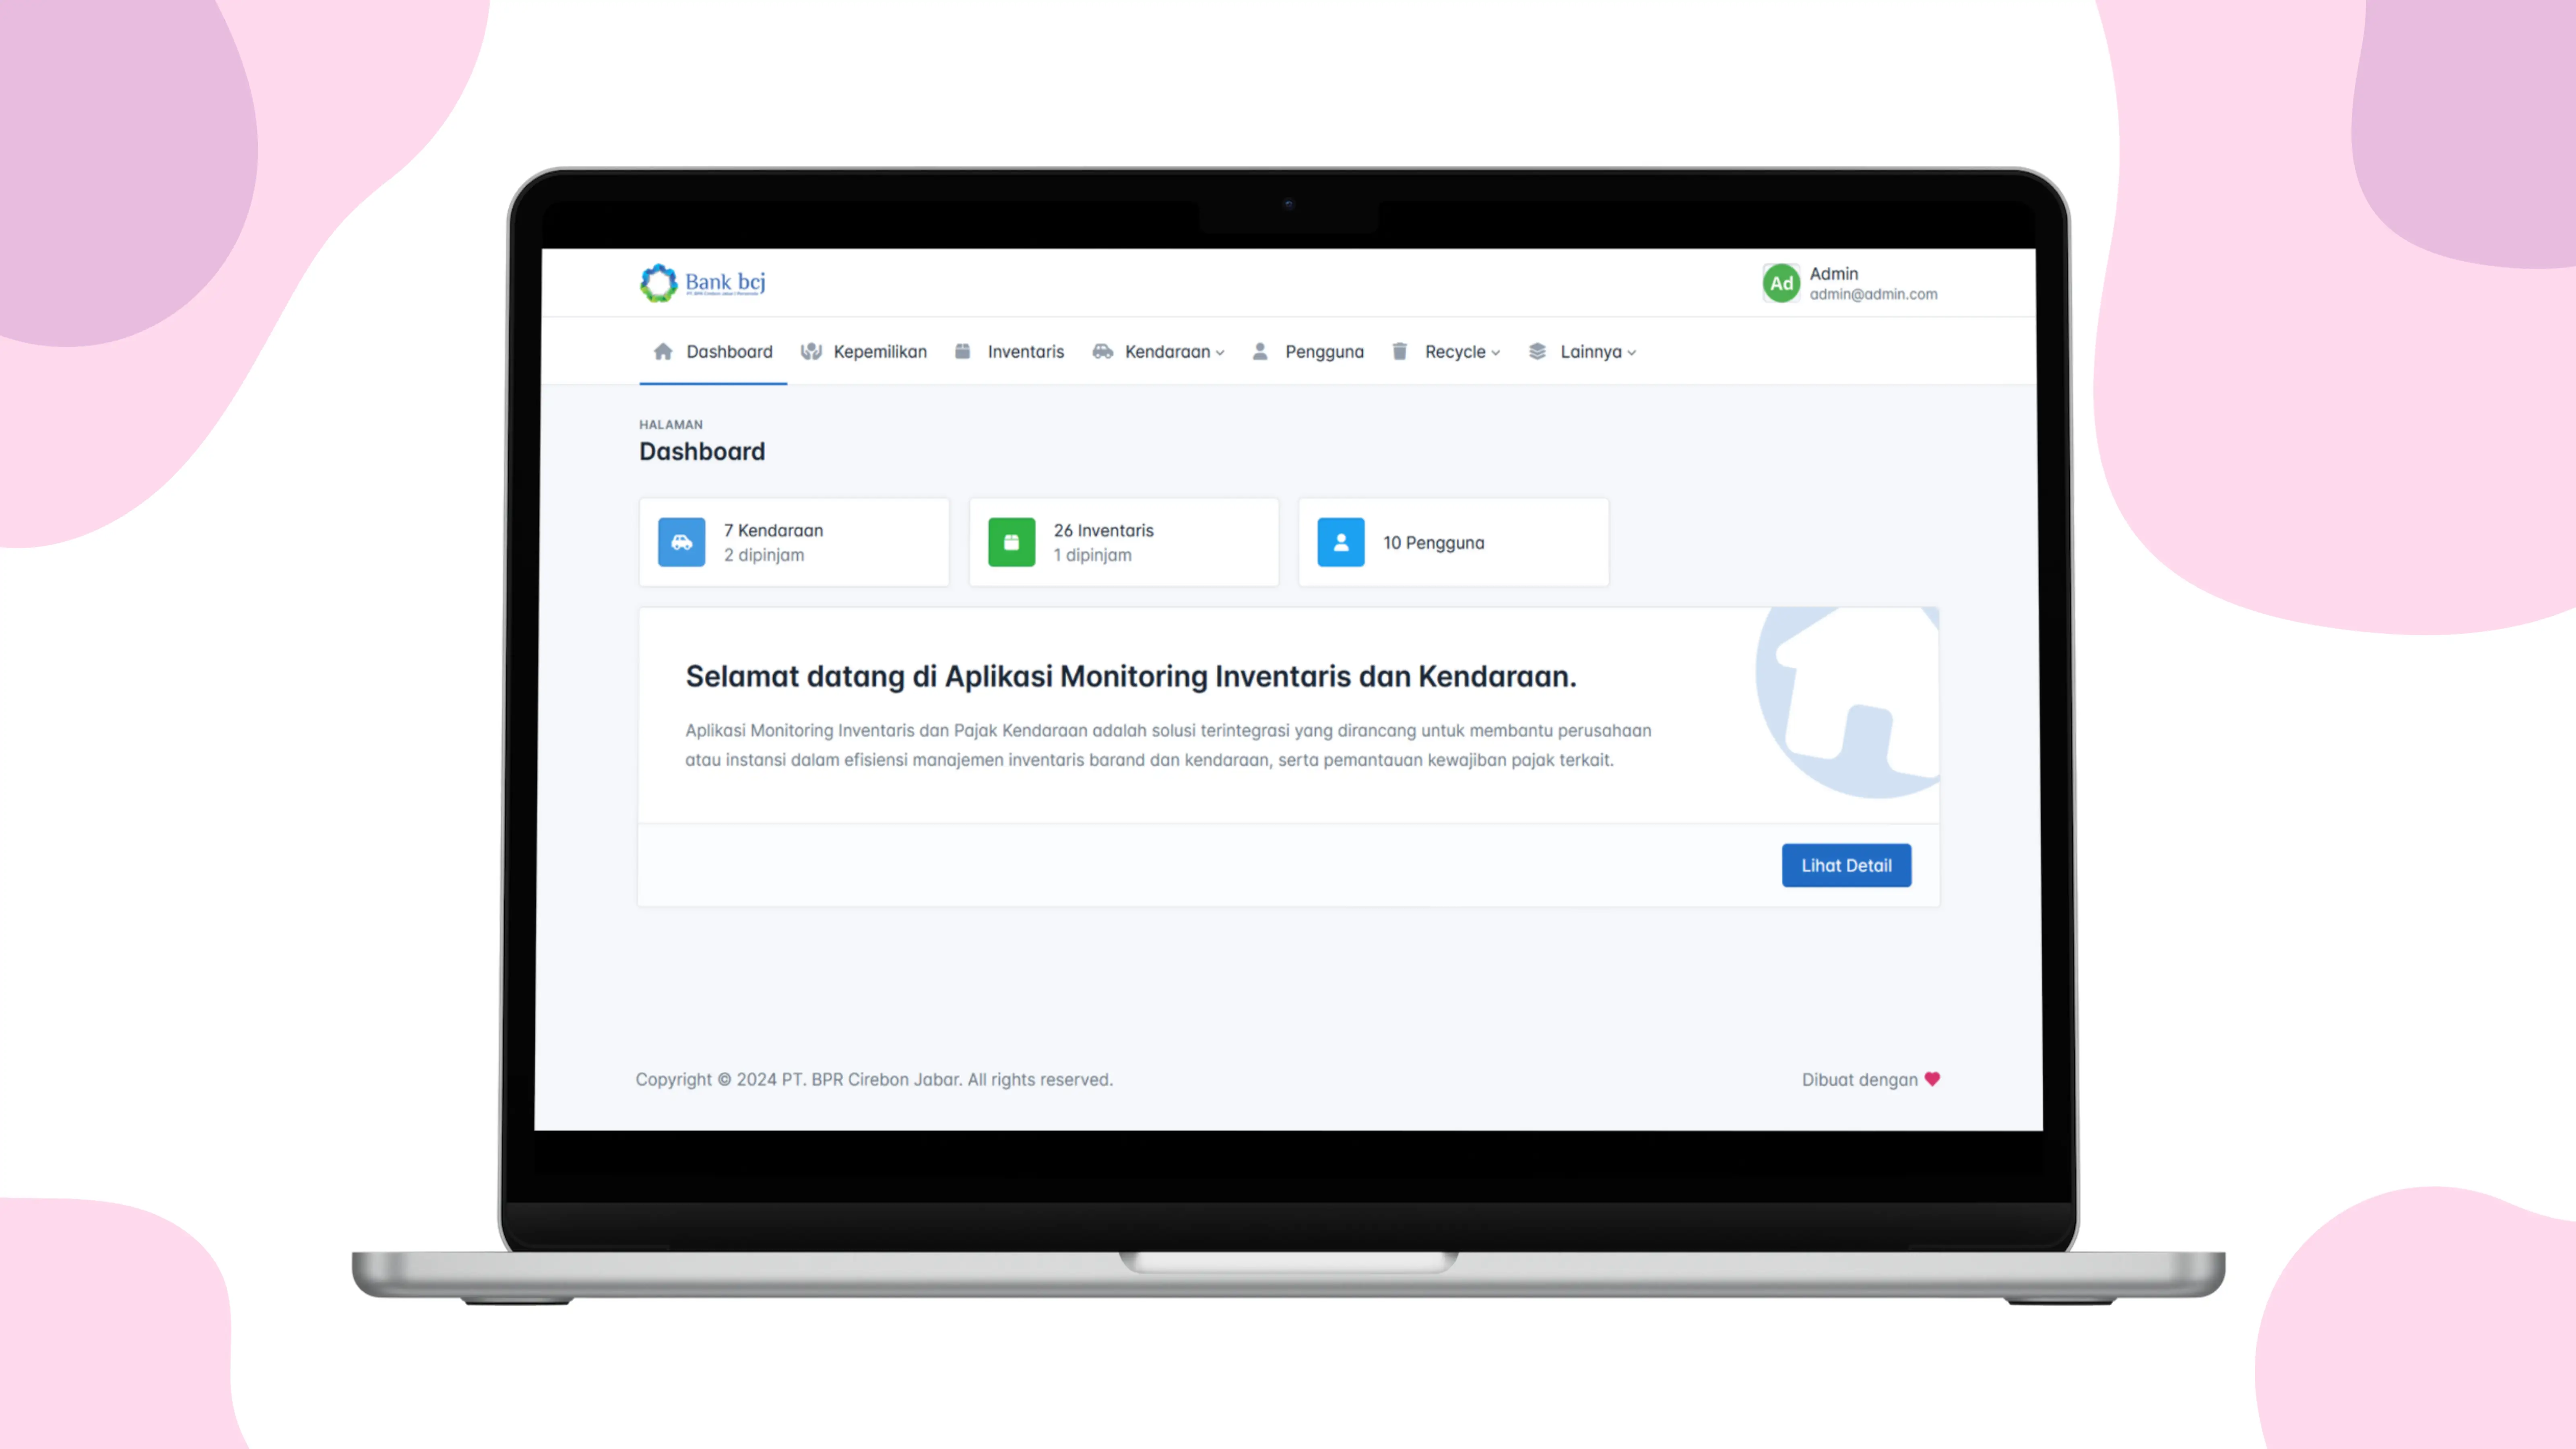 Bank bcj
Admin
admin@admin.com
Dashboard Kepemilikan Inventaris Kendaraan Pengguna Recycle Lainnya
HALAMAN
Dashboard
7 Kendaraan
2 dipinjam
26 Inventaris
1 dipinjam
10 Pengguna
Selamat datang di Aplikasi Monitoring Inventaris dan Kendaraan.
Aplikasi Monitoring Inventaris dan Pajak Kendaraan adalah solusi terintegrasi yang dirancang untuk membantu perusahaan
atau instansi dalam efisiensi manajemen inventaris barand dan kendaraan, serta pemantauan kewajiban pajak terkait.
Lihat Detail
Copyright © 2024 PT. BPR Cirebon Jabar. All rights reserved.
Dibuat dengan ❤
Ad